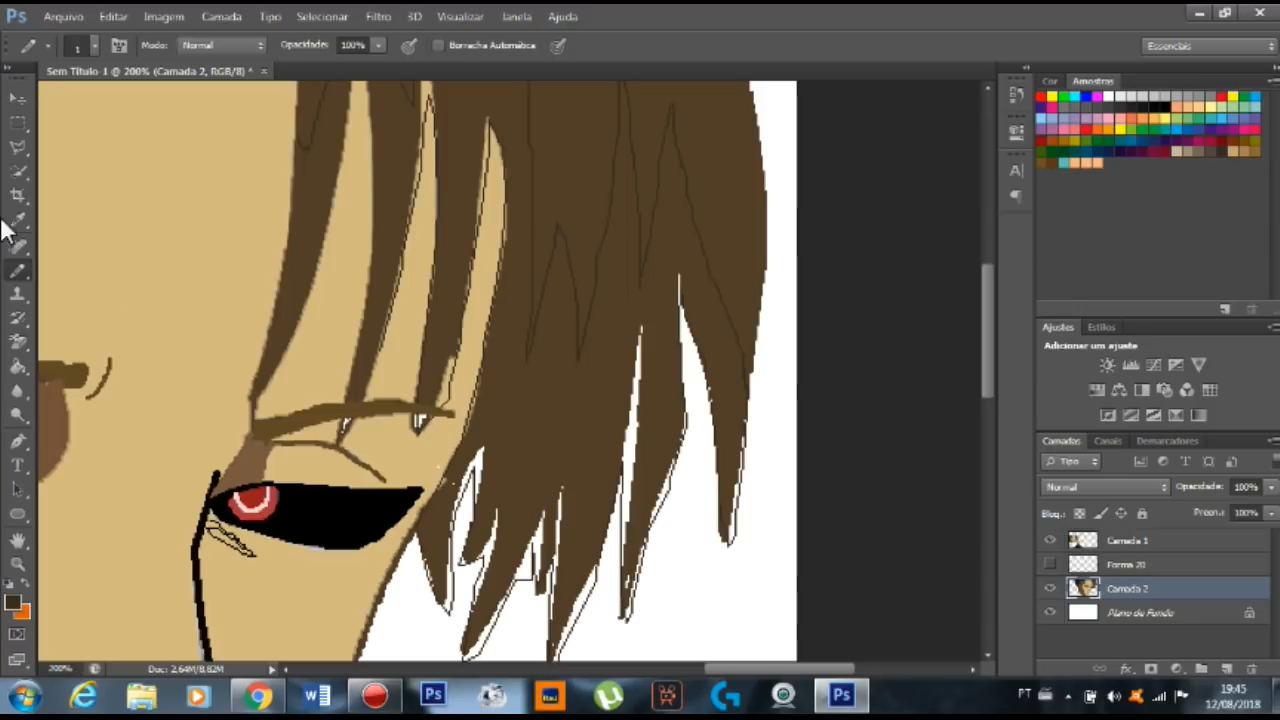 Ps Arquivo Editar Imagem Camada Tipo Selecionar Filtro 3D Visualizar Janela Ajuda
1 Modo: Normal Opacidade: 100% Borracha Automática Essenciais
Sem Título-1 @ 200% (Camada 2, RGB/8) *
Cor Amostras
Ajustes Estilos
Adicionar um ajuste
Camadas Canais Demarcadores
Tipo
Normal Opacidade: 100%
Bloq.: Preen.: 100%
Camada 1
Forma 20
Camada 2
Plano de Fundo
200% Doc: 2,64M/8,82M
PT 19:45
12/08/2018